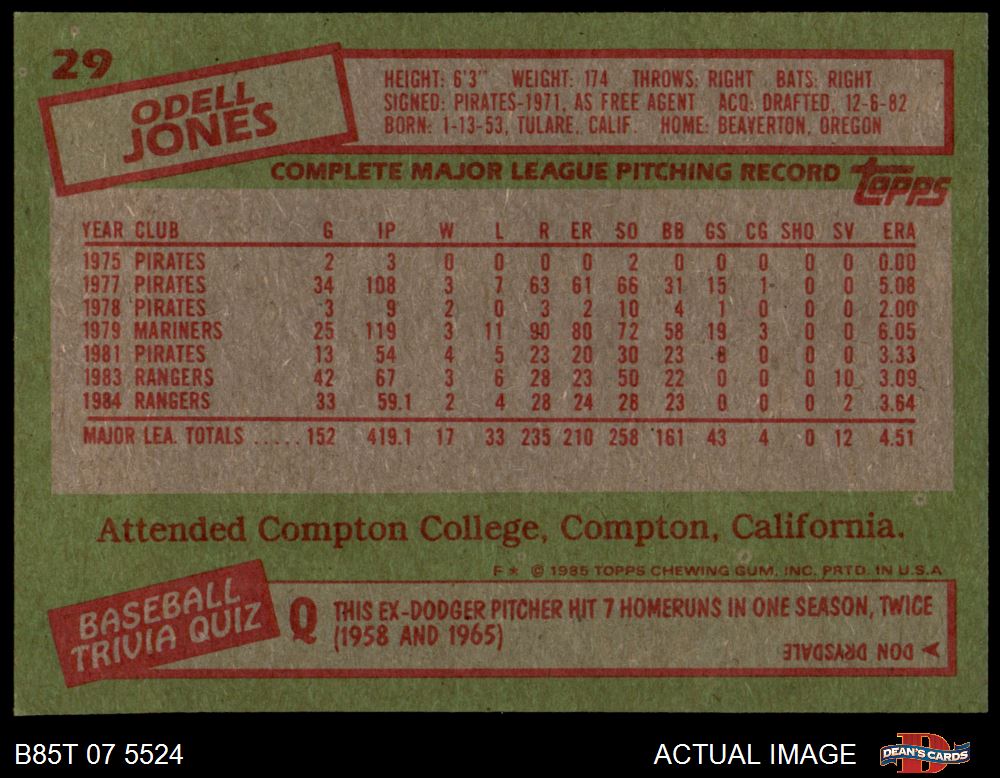 29
ODELL
JONES
HEIGHT: 6'3" WEIGHT: 174 THROWS: RIGHT BATS: RIGHT
SIGNED: PIRATES-1971, AS FREE AGENT ACQ: DRAFTED, 12-6-82
BORN: 1-13-53, TULARE, CALIF. HOME: BEAVERTON, OREGON
COMPLETE MAJOR LEAGUE PITCHING RECORD topps
YEAR CLUB G IP W L R ER SO BB GS CG SHO SV ERA
1975 PIRATES 2 3 0 0 0 0 2 0 0 0 0 0 0.00
1977 PIRATES 34 108 3 7 63 61 66 31 15 1 0 0 5.08
1978 PIRATES 3 9 2 0 3 2 10 4 1 0 0 0 2.00
1979 MARINERS 25 119 3 11 90 80 72 58 19 3 0 0 6.05
1981 PIRATES 13 54 4 5 23 20 30 23 8 0 0 0 3.33
1983 RANGERS 42 67 3 6 28 23 50 22 0 0 0 10 3.09
1984 RANGERS 33 59.1 2 4 28 24 28 23 0 0 0 2 3.64
MAJOR LEA. TOTALS ..... 152 419.1 17 33 235 210 258 161 43 4 0 12 4.51
Attended Compton College, Compton, California.
F* © 1985 TOPPS CHEWING GUM, INC. PRTD. IN U.S.A.
BASEBALL
TRIVIA QUIZ
Q THIS EX-DODGER PITCHER HIT 7 HOMERUNS IN ONE SEASON, TWICE
(1958 AND 1965)
DON DRYSDALE
B85T 07 5524
ACTUAL IMAGE
D
DEAN'S CARDS